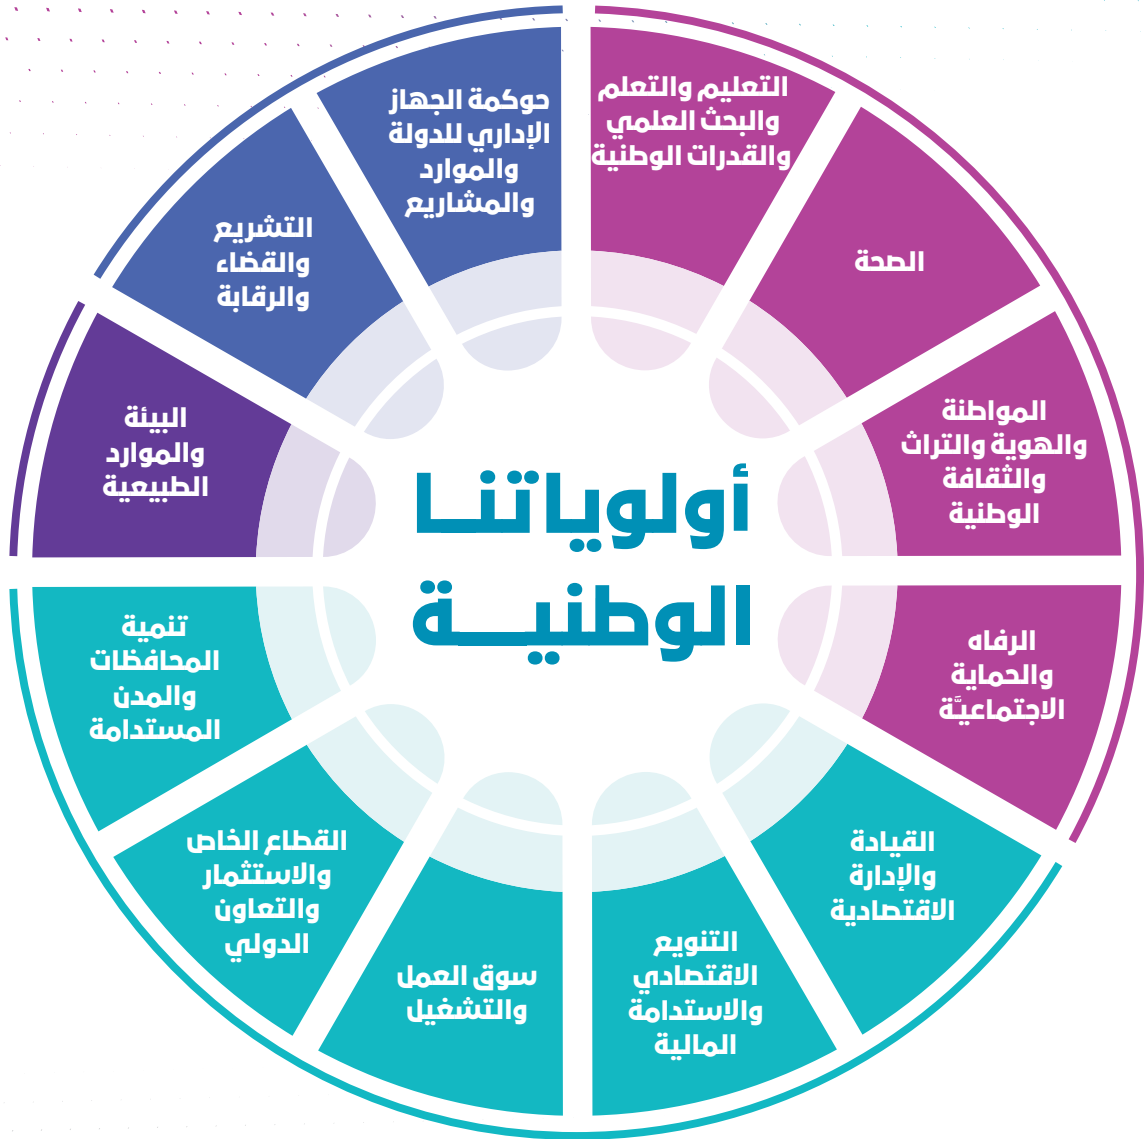 أولوياتنا
الوطنية
التعليم والتعلم
والبحث العلمي
والقدرات الوطنية
الصحة
المواطنة
والهوية والتراث
والثقافة
الوطنية
الرفاه
والحماية
الاجتماعيَّة
القيادة
والإدارة
الاقتصادية
التنويع
الاقتصادي
والاستدامة
المالية
سوق العمل
والتشغيل
القطاع الخاص
والاستثمار
والتعاون
الدولي
تنمية
المحافظات
والمدن
المستدامة
البيئة
والموارد
الطبيعية
التشريع
والقضاء
والرقابة
حوكمة الجهاز
الإداري للدولة
والموارد
والمشاريع